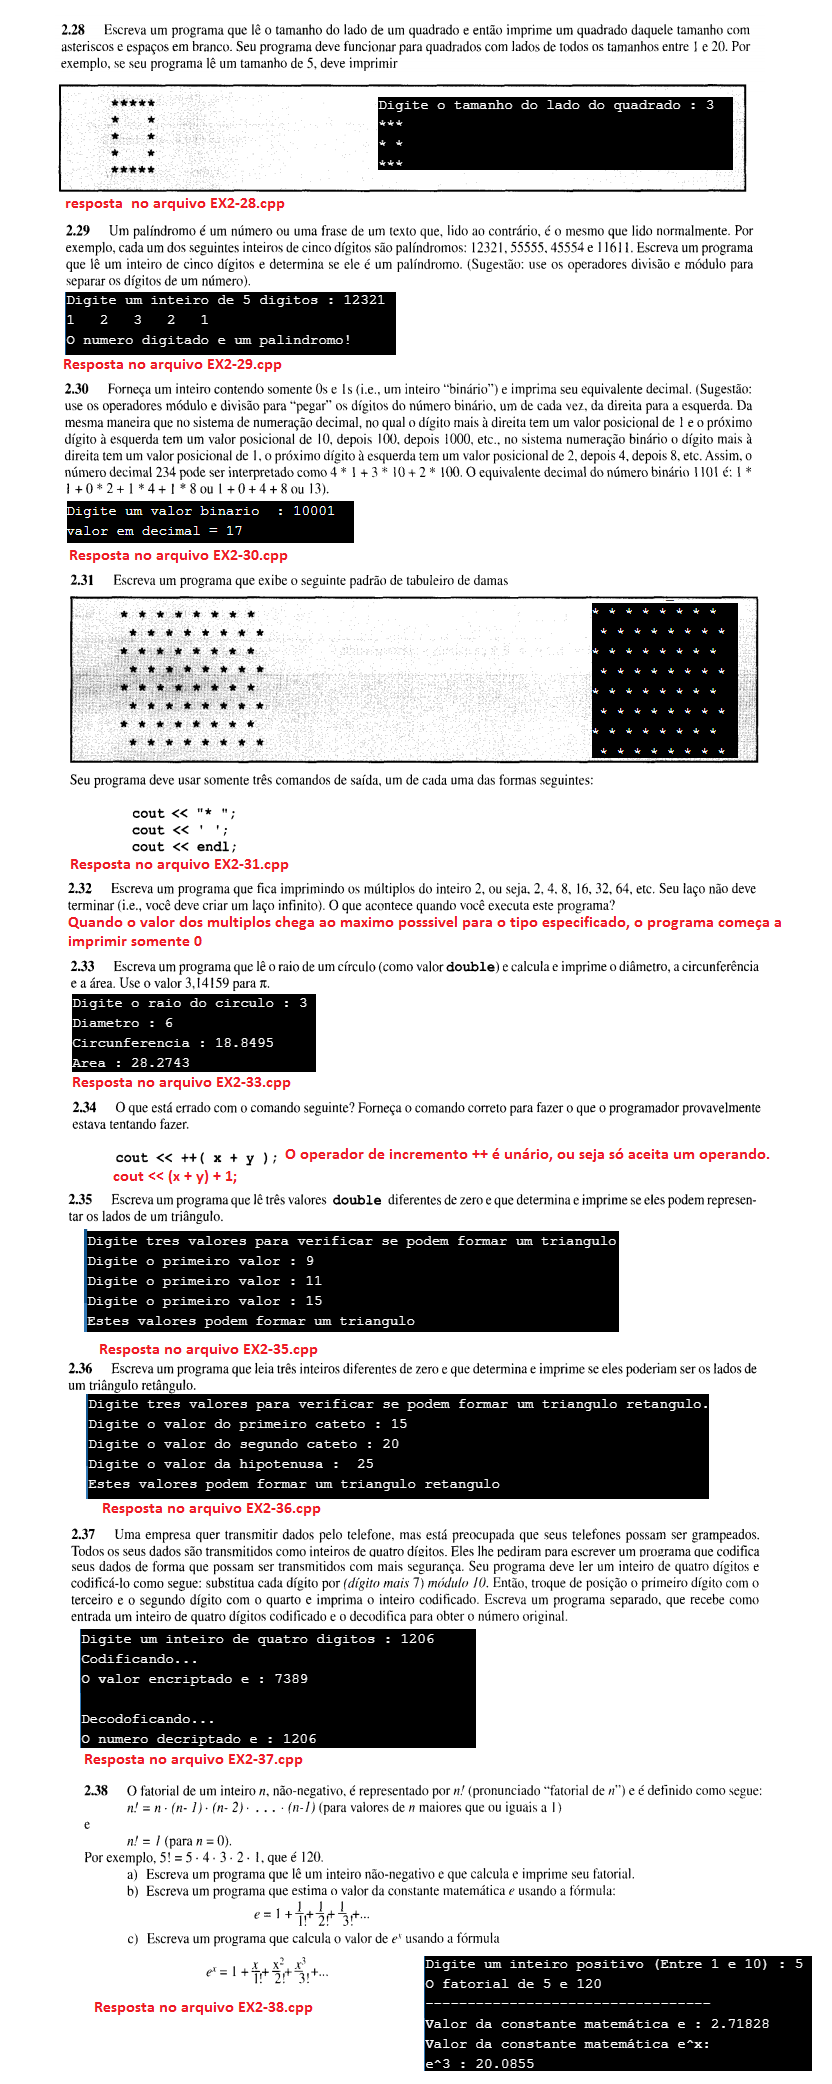 2.28 Escreva um programa que lê o tamanho do lado de um quadrado e então imprime um quadrado daquele tamanho com
asteriscos e espaços em branco. Seu programa deve funcionar para quadrados com lados de todos os tamanhos entre 1 e 20. Por
exemplo, se seu programa lê um tamanho de 5, deve imprimir
*****
*   *
*   *
*   *
*****
Digite o tamanho do lado do quadrado : 3
***
* *
***
resposta no arquivo EX2-28.cpp
2.29 Um palíndromo é um número ou uma frase de um texto que, lido ao contrário, é o mesmo que lido normalmente. Por
exemplo, cada um dos seguintes inteiros de cinco dígitos são palíndromos: 12321, 55555, 45554 e 11611. Escreva um programa
que lê um inteiro de cinco dígitos e determina se ele é um palíndromo. (Sugestão: use os operadores divisão e módulo para
separar os dígitos de um número).
Digite um inteiro de 5 digitos : 12321
1 2 3 2 1
O numero digitado e um palindromo!
Resposta no arquivo EX2-29.cpp
2.30 Forneça um inteiro contendo somente 0s e 1s (i.e., um inteiro “binário”) e imprima seu equivalente decimal. (Sugestão:
use os operadores módulo e divisão para “pegar” os dígitos do número binário, um de cada vez, da direita para a esquerda. Da
mesma maneira que no sistema de numeração decimal, no qual o dígito mais à direita tem um valor posicional de 1 e o próximo
dígito à esquerda tem um valor posicional de 10, depois 100, depois 1000, etc., no sistema numeração binário o dígito mais à
direita tem um valor posicional de 1, o próximo dígito à esquerda tem um valor posicional de 2, depois 4, depois 8, etc. Assim, o
número decimal 234 pode ser interpretado como 4 * 1 + 3 * 10 + 2 * 100. O equivalente decimal do número binário 1101 é: 1 *
1 + 0 * 2 + 1 * 4 + 1 * 8 ou 1 + 0 + 4 + 8 ou 13).
Digite um valor binario : 10001
valor em decimal = 17
Resposta no arquivo EX2-30.cpp
2.31 Escreva um programa que exibe o seguinte padrão de tabuleiro de damas
* * * * * * * *
 * * * * * * * *
* * * * * * * *
 * * * * * * * *
* * * * * * * *
 * * * * * * * *
* * * * * * * *
 * * * * * * * *
* * * * * * * *
 * * * * * * * *
* * * * * * * *
 * * * * * * * *
* * * * * * * *
 * * * * * * * *
* * * * * * * *
 * * * * * * * *
Seu programa deve usar somente três comandos de saída, um de cada uma das formas seguintes:
cout << "* ";
cout << ' ';
cout << endl;
Resposta no arquivo EX2-31.cpp
2.32 Escreva um programa que fica imprimindo os múltiplos do inteiro 2, ou seja, 2, 4, 8, 16, 32, 64, etc. Seu laço não deve
terminar (i.e., você deve criar um laço infinito). O que acontece quando você executa este programa?
Quando o valor dos multiplos chega ao maximo posssivel para o tipo especificado, o programa começa a
imprimir somente 0
2.33 Escreva um programa que lê o raio de um círculo (como valor double) e calcula e imprime o diâmetro, a circunferência
e a área. Use o valor 3,14159 para π.
Digite o raio do circulo : 3
Diametro : 6
Circunferencia : 18.8495
Area : 28.2743
Resposta no arquivo EX2-33.cpp
2.34 O que está errado com o comando seguinte? Forneça o comando correto para fazer o que o programador provavelmente
estava tentando fazer.
cout << ++( x + y ); O operador de incremento ++ é unário, ou seja só aceita um operando.
cout << (x + y) + 1;
2.35 Escreva um programa que lê três valores double diferentes de zero e que determina e imprime se eles podem represen-
tar os lados de um triângulo.
Digite tres valores para verificar se podem formar um triangulo
Digite o primeiro valor : 9
Digite o primeiro valor : 11
Digite o primeiro valor : 15
Estes valores podem formar um triangulo
Resposta no arquivo EX2-35.cpp
2.36 Escreva um programa que leia três inteiros diferentes de zero e que determina e imprime se eles poderiam ser os lados de
um triângulo retângulo.
Digite tres valores para verificar se podem formar um triangulo retangulo.
Digite o valor do primeiro cateto : 15
Digite o valor do segundo cateto : 20
Digite o valor da hipotenusa : 25
Estes valores podem formar um triangulo retangulo
Resposta no arquivo EX2-36.cpp
2.37 Uma empresa quer transmitir dados pelo telefone, mas está preocupada que seus telefones possam ser grampeados.
Todos os seus dados são transmitidos como inteiros de quatro dígitos. Eles lhe pediram para escrever um programa que codifica
seus dados de forma que possam ser transmitidos com mais segurança. Seu programa deve ler um inteiro de quatro dígitos e
codificá-lo como segue: substitua cada dígito por (dígito mais 7) módulo 10. Então, troque de posição o primeiro dígito com o
terceiro e o segundo dígito com o quarto e imprima o inteiro codificado. Escreva um programa separado, que recebe como
entrada um inteiro de quatro dígitos codificado e o decodifica para obter o número original.
Digite um inteiro de quatro digitos : 1206
Codificando...
O valor encriptado e : 7389
Decodoficando...
O numero decriptado e : 1206
Resposta no arquivo EX2-37.cpp
2.38 O fatorial de um inteiro n, não-negativo, é representado por n! (pronunciado “fatorial de n”) e é definido como segue:
n! = n · (n- 1) · (n- 2) · . . . · (n-1) (para valores de n maiores que ou iguais a 1)
e
n! = 1 (para n = 0).
Por exemplo, 5! = 5 · 4 · 3 · 2 · 1, que é 120.
a) Escreva um programa que lê um inteiro não-negativo e que calcula e imprime seu fatorial.
b) Escreva um programa que estima o valor da constante matemática e usando a fórmula:
e = 1 + 1/1! + 1/2! + 1/3! +...
c) Escreva um programa que calcula o valor de eˣ usando a fórmula
eˣ = 1 + x/1! + x²/2! + x³/3! +...
Resposta no arquivo EX2-38.cpp
Digite um inteiro positivo (Entre 1 e 10) : 5
O fatorial de 5 e 120
----------------------------------
Valor da constante matemática e : 2.71828
Valor da constante matemática e^x:
e^3 : 20.0855